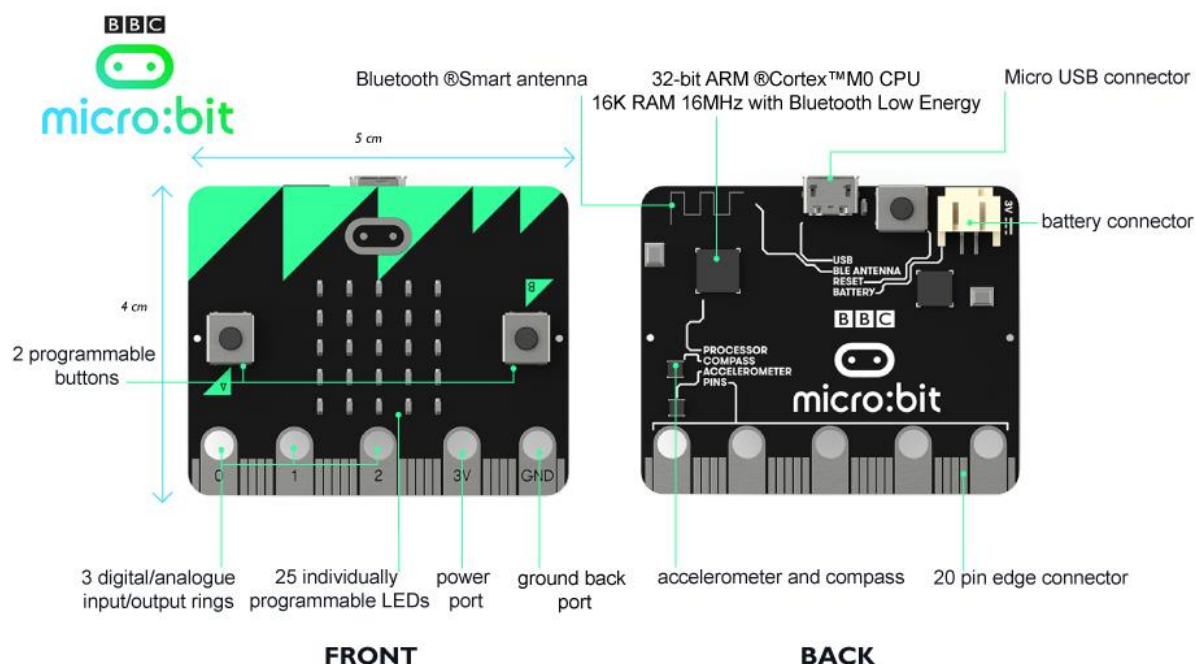 BBC
micro:bit
Bluetooth ®Smart antenna
32-bit ARM ®Cortex™M0 CPU
16K RAM 16MHz with Bluetooth Low Energy
Micro USB connector
5 cm
battery connector
3V
B
USB
BLE ANTENNA
RESET
BATTERY
4 cm
BBC
2 programmable
buttons
A
PROCESSOR
COMPASS
ACCELEROMETER
PINS
micro:bit
0
1
2
3V
GND
3 digital/analogue
input/output rings
25 individually
programmable LEDs
power
port
ground back
port
accelerometer and compass
20 pin edge connector
FRONT
BACK